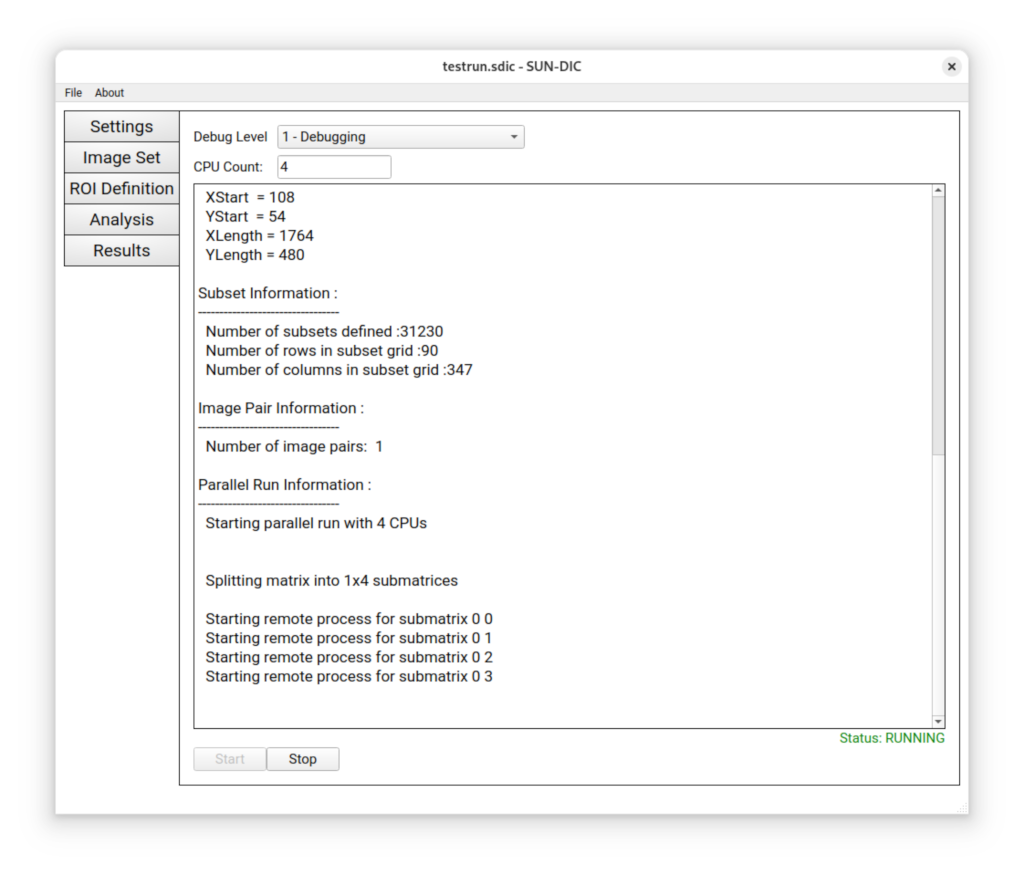 testrun.sdic - SUN-DIC
File About
Settings
Image Set
ROI Definition
Analysis
Results
Debug Level 1 - Debugging
CPU Count: 4
XStart = 108
YStart = 54
XLength = 1764
YLength = 480
Subset Information :
---------------------------------
Number of subsets defined :31230
Number of rows in subset grid :90
Number of columns in subset grid :347
Image Pair Information :
---------------------------------
Number of image pairs: 1
Parallel Run Information :
---------------------------------
Starting parallel run with 4 CPUs
Splitting matrix into 1x4 submatrices
Starting remote process for submatrix 0 0
Starting remote process for submatrix 0 1
Starting remote process for submatrix 0 2
Starting remote process for submatrix 0 3
Status: RUNNING
Start Stop